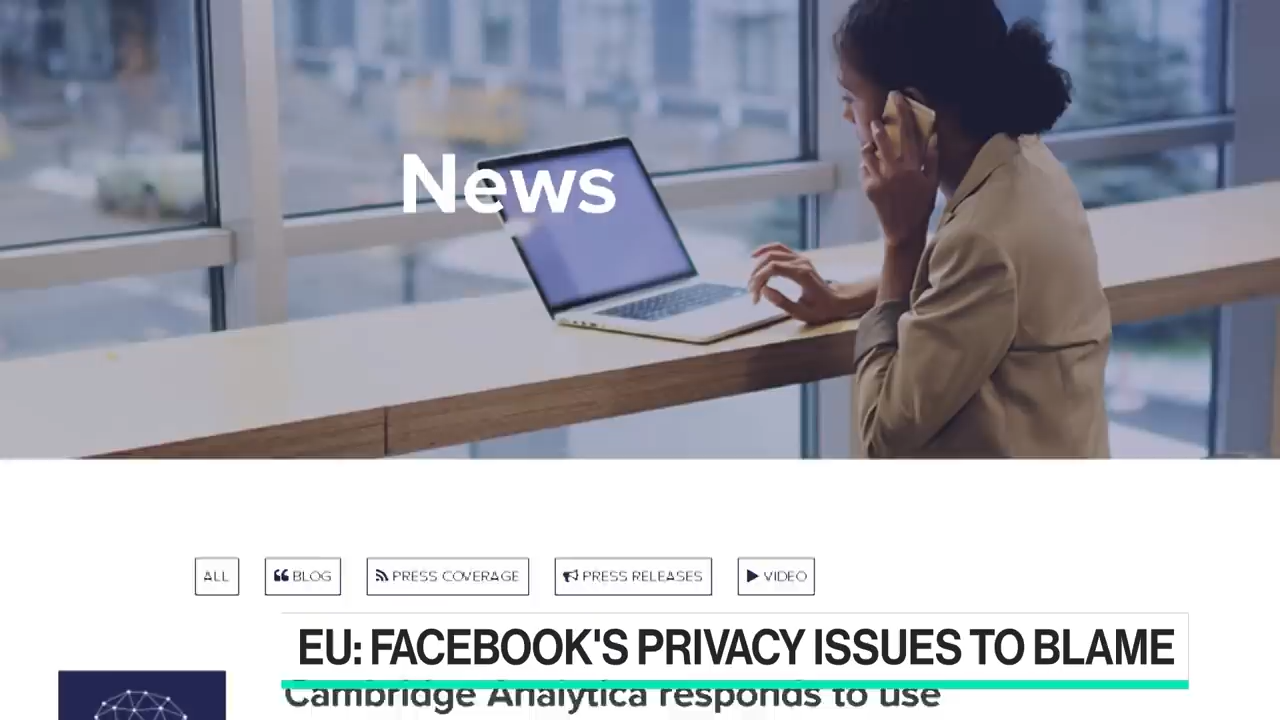 News
ALL
BLOG
PRESS COVERAGE
PRESS RELEASES
VIDEO
EU: FACEBOOK'S PRIVACY ISSUES TO BLAME
Cambridge Analytica responds to use